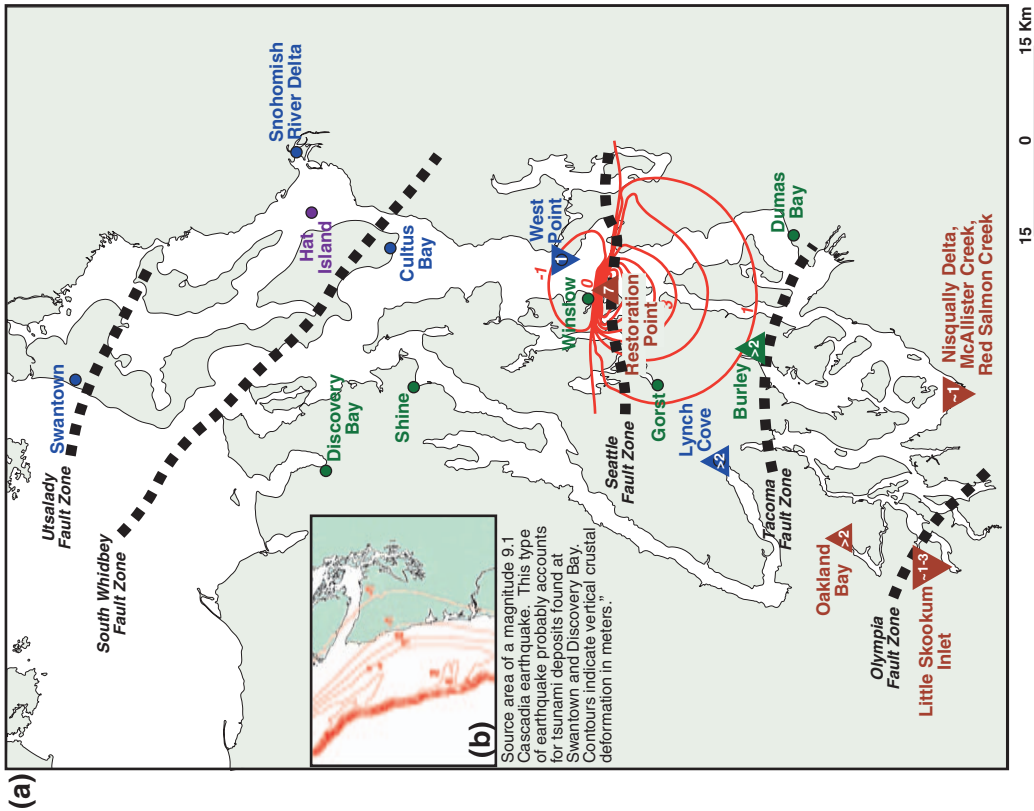 (a)
Swantown
Utsalady
Fault Zone
South Whidbey
Fault Zone
Snohomish
River Delta
Hat
Island
Cultus
Bay
Discovery
Bay
Shine
West
Point
1
-1
0
Winslow
7
Restoration
Point
3
1
Seattle
Fault Zone
Gorst
Lynch
Cove
>2
Burley
>2
Dumas
Bay
Tacoma
Fault Zone
Oakland
Bay
>2
Olympia
Fault Zone
~1-3
Little Skookum
Inlet
~1
Nisqually Delta,
McAllister Creek,
Red Salmon Creek
(b)
Source area of a magnitude 9.1
Cascadia earthquake. This type
of earthquake probably accounts
for tsunami deposits found at
Swantown and Discovery Bay.
Contours indicate vertical crustal
deformation in meters."
15 0 15 Km